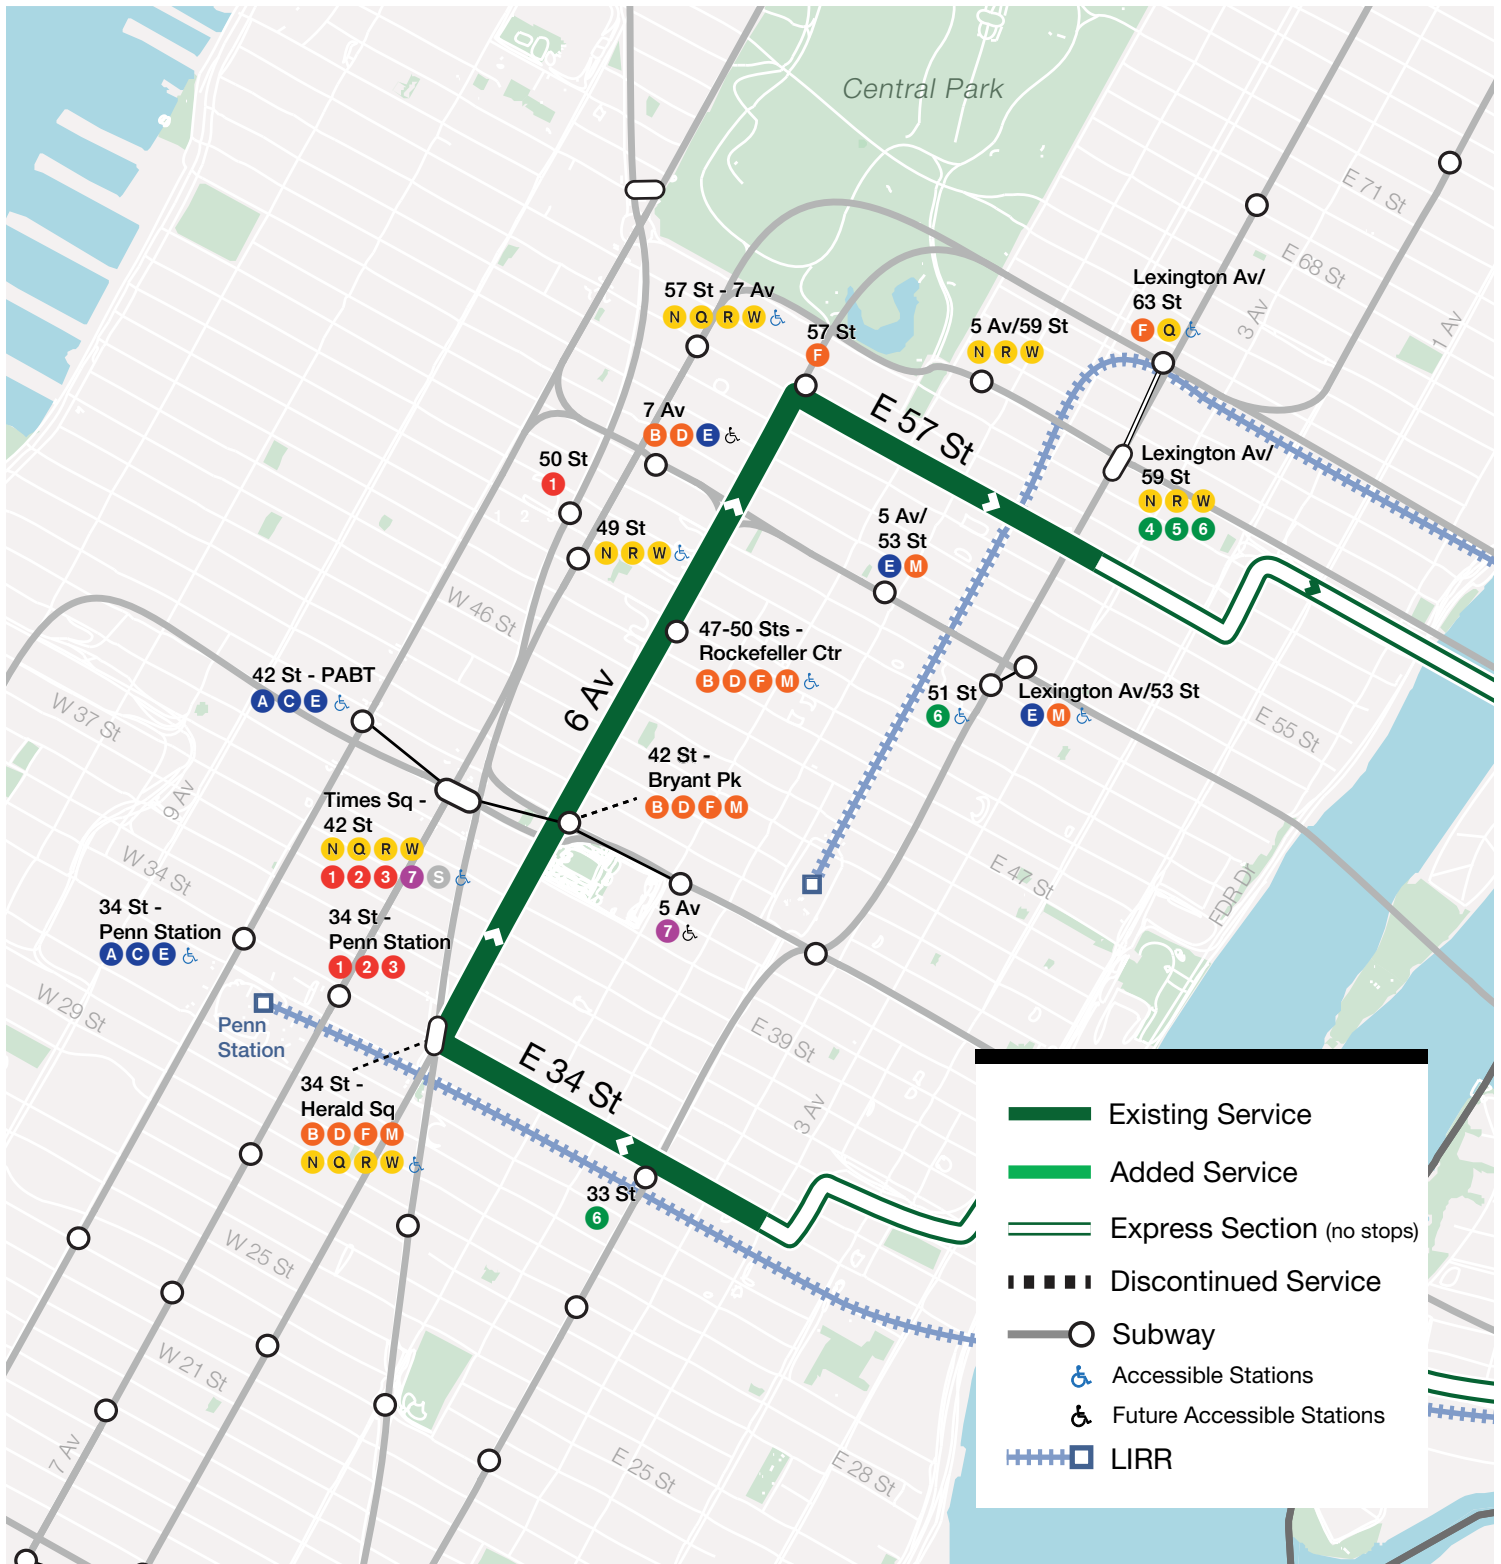 Central Park
E 71 St
E 68 St
3 Av
1 Av
Lexington Av/
63 St
F Q
57 St - 7 Av
N Q R W
57 St
F
5 Av/59 St
N R W
E 57 St
7 Av
B D E
50 St
1
49 St
N R W
Lexington Av/
59 St
N R W
4 5 6
5 Av/
53 St
E M
W 46 St
47-50 Sts -
Rockefeller Ctr
B D F M
6 Av
51 St
6
Lexington Av/53 St
E M
E 55 St
42 St - PABT
A C E
W 37 St
9 Av
42 St -
Bryant Pk
B D F M
Times Sq -
42 St
N Q R W
1 2 3 7 S
W 34 St
E 47 St
FDR Dr
34 St -
Penn Station
A C E
34 St -
Penn Station
1 2 3
5 Av
7
W 29 St
Penn
Station
E 39 St
E 34 St
3 Av
34 St -
Herald Sq
B D F M
N Q R W
33 St
6
W 25 St
W 21 St
7 Av
E 25 St
E 28 St
Existing Service
Added Service
Express Section (no stops)
Discontinued Service
Subway
Accessible Stations
Future Accessible Stations
LIRR